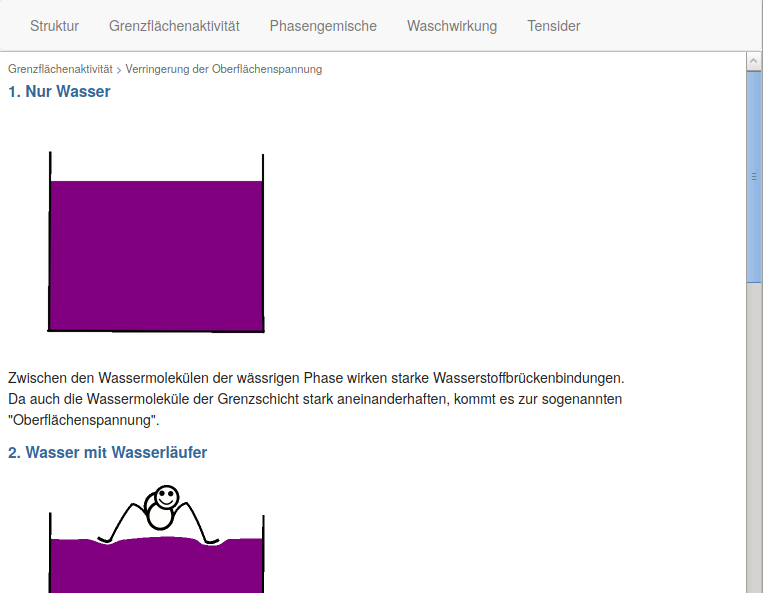 Struktur Grenzflächenaktivität Phasengemische Waschwirkung Tensider
Grenzflächenaktivität > Verringerung der Oberflächenspannung
1. Nur Wasser
Zwischen den Wassermolekülen der wässrigen Phase wirken starke Wasserstoffbrückenbindungen.
Da auch die Wassermoleküle der Grenzschicht stark aneinanderhaften, kommt es zur sogenannten
"Oberflächenspannung".
2. Wasser mit Wasserläufer